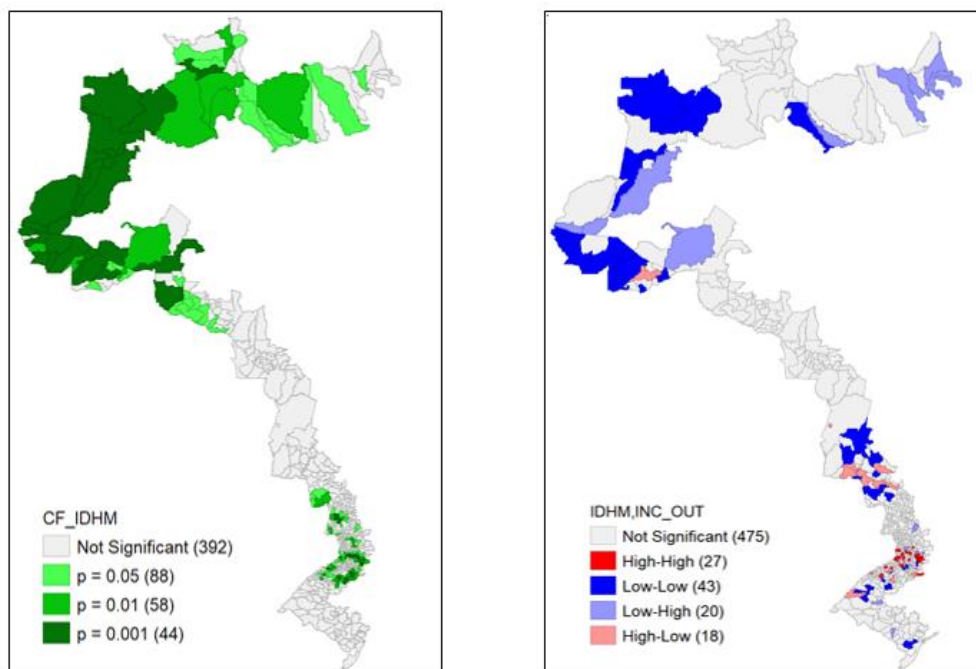 CF_IDHM
Not Significant (392)
p = 0.05 (88)
p = 0.01 (58)
p = 0.001 (44)
IDHM,INC_OUT
Not Significant (475)
High-High (27)
Low-Low (43)
Low-High (20)
High-Low (18)